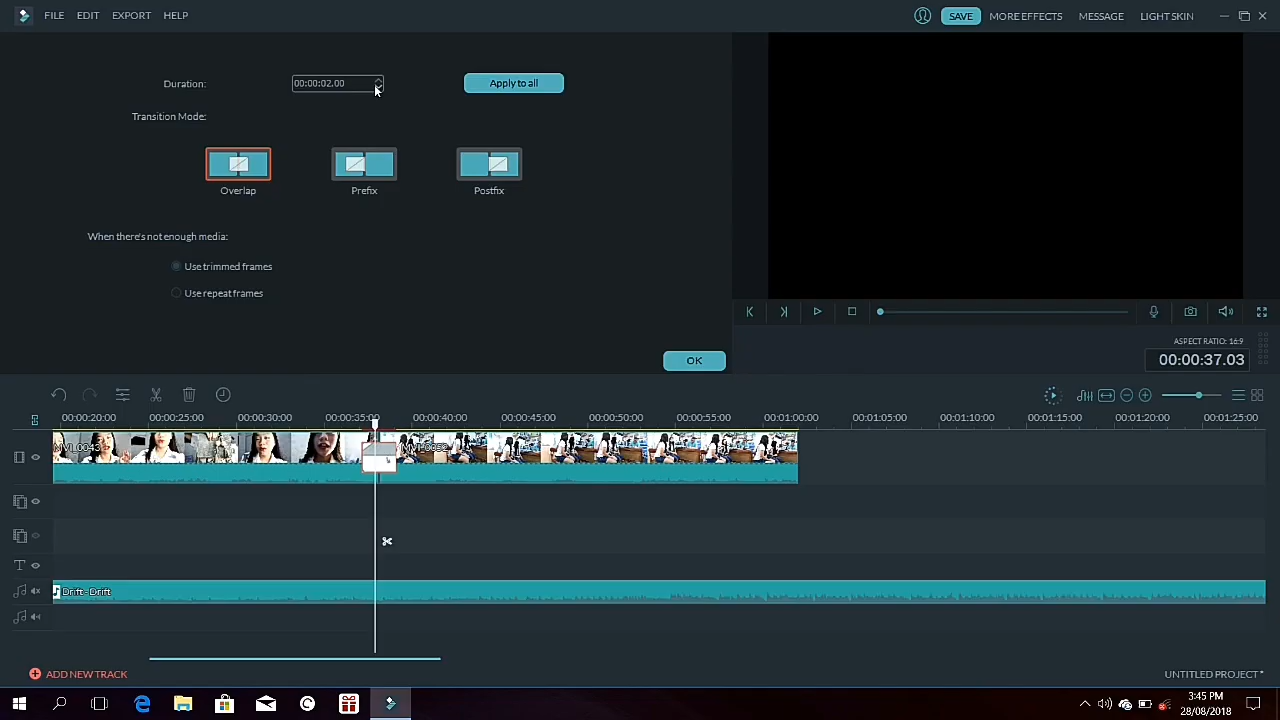 FILE EDIT EXPORT HELP
SAVE MORE EFFECTS MESSAGE LIGHT SKIN
Duration: 00:00:02.00 Apply to all
Transition Mode:
Overlap Prefix Postfix
When there's not enough media:
Use trimmed frames
Use repeat frames
OK
ASPECT RATIO: 16:9
00:00:37.03
00:00:20:00 00:00:25:00 00:00:30:00 00:00:35:00 00:00:40:00 00:00:45:00 00:00:50:00 00:00:55:00 00:01:00:00 00:01:05:00 00:01:10:00 00:01:15:00 00:01:20:00 00:01:25:00
T
Drift - Drift
ADD NEW TRACK UNTITLED PROJECT*
3:45 PM
28/08/2018